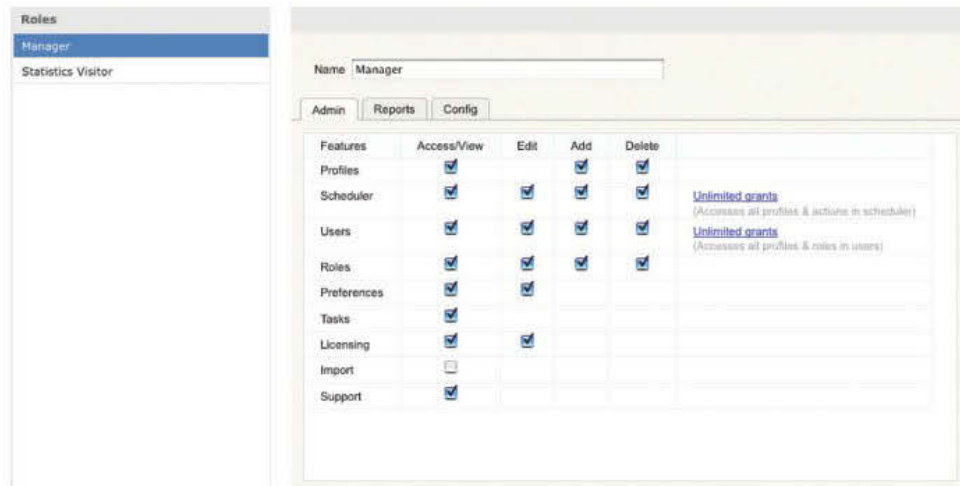 Roles
Manager
Statistics Visitor
Name Manager
Admin Reports Config
Features Access/View Edit Add Delete
Profiles
Scheduler Unlimited grants
(Accesses all profiles & actions in scheduler)
Users Unlimited grants
(Accesses all profiles & roles in users)
Roles
Preferences
Tasks
Licensing
Import
Support